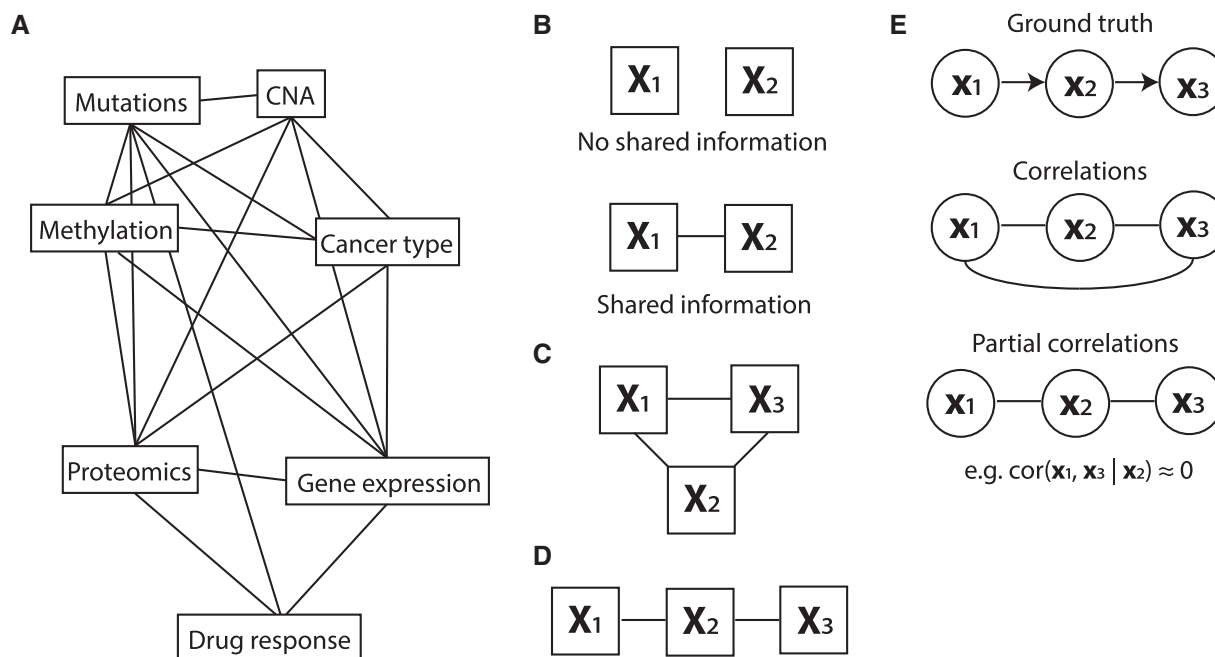 A
Mutations
CNA
Methylation
Cancer type
Proteomics
Gene expression
Drug response
B
X1 X2
No shared information
X1 X2
Shared information
C
X1 X3
X2
D
X1 X2 X3
E
Ground truth
x1 x2 x3
Correlations
x1 x2 x3
Partial correlations
x1 x2 x3
e.g. cor(x1, x3 | x2) ≈ 0